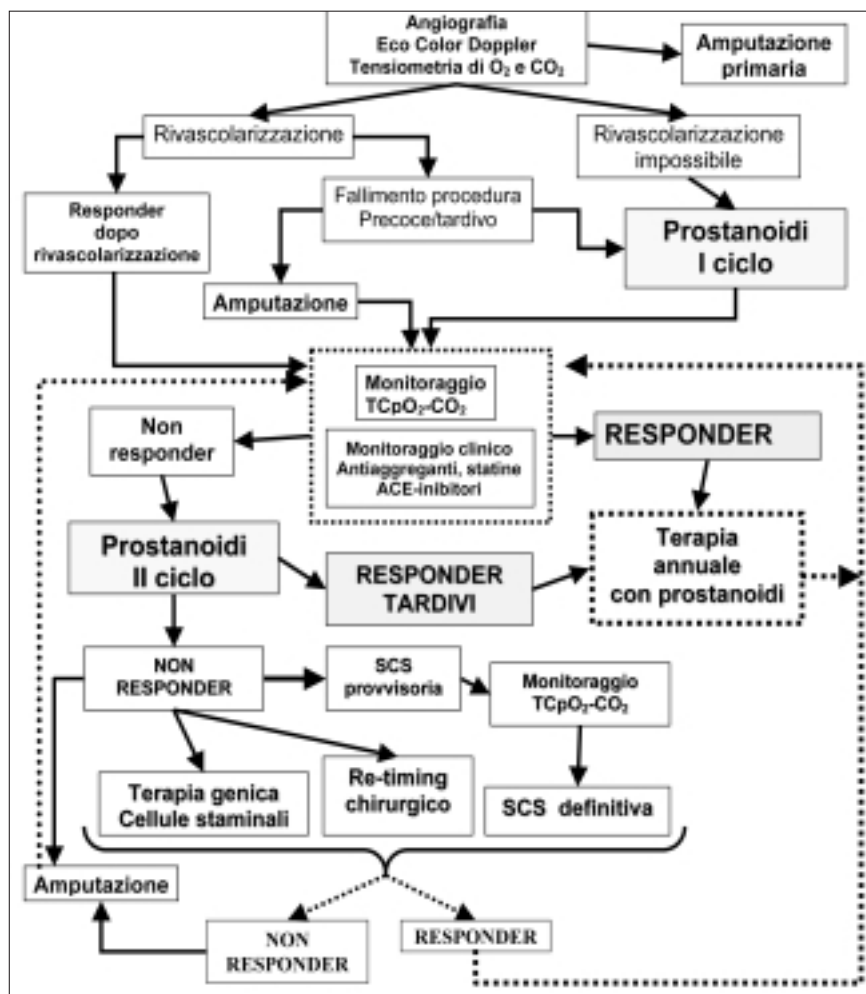 Angiografia
Eco Color Doppler
Tensiometria di O₂ e CO₂
Amputazione
primaria
Rivascolarizzazione
Rivascolarizzazione
impossibile
Responder
dopo
rivascolarizzazione
Fallimento procedura
Precoce/tardivo
Prostanoidi
I ciclo
Amputazione
Monitoraggio
TCpO₂-CO₂
Monitoraggio clinico
Antiaggreganti, statine
ACE-inibitori
Non
responder
RESPONDER
Prostanoidi
II ciclo
RESPONDER
TARDIVI
Terapia
annuale
con prostanoidi
NON
RESPONDER
SCS
provvisoria
Monitoraggio
TCpO₂-CO₂
Terapia genica
Cellule staminali
Re-timing
chirurgico
SCS definitiva
Amputazione
NON
RESPONDER
RESPONDER